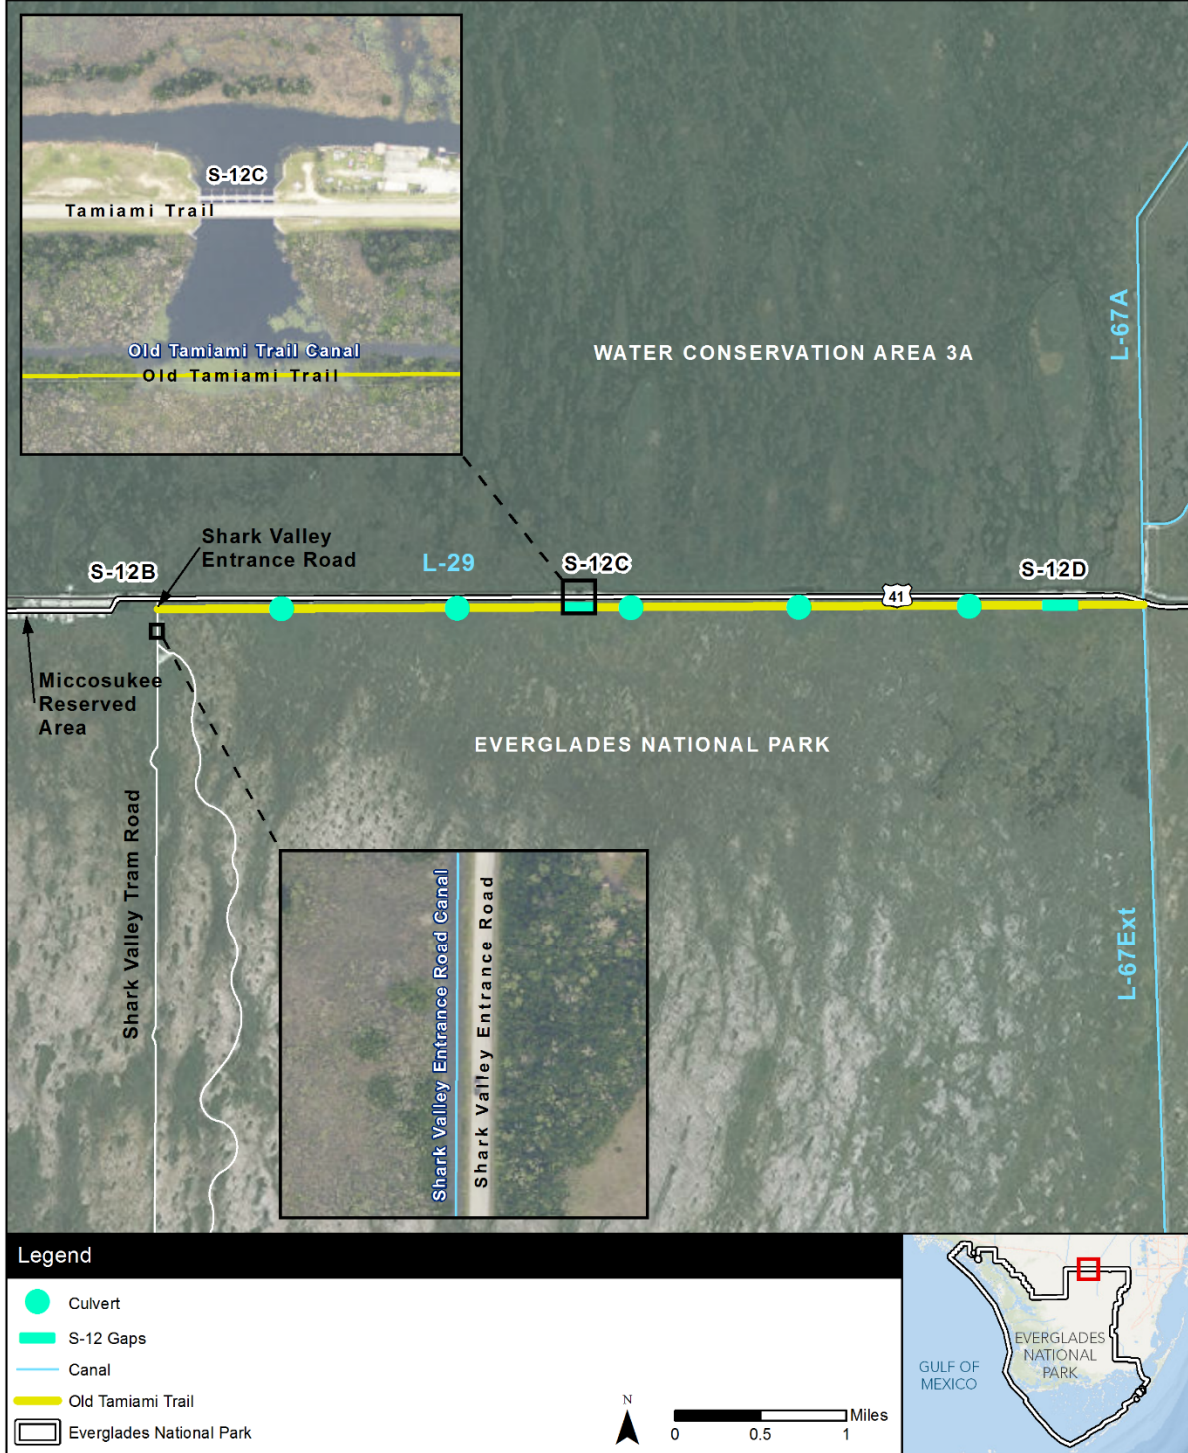 S-12C
Tamiami Trail
Old Tamiami Trail Canal
Old Tamiami Trail
WATER CONSERVATION AREA 3A
L-67A
Shark Valley
Entrance Road
S-12B
L-29
S-12C
S-12D
41
Miccosukee
Reserved
Area
EVERGLADES NATIONAL PARK
Shark Valley Tram Road
Shark Valley Entrance Road Canal
Shark Valley Entrance Road
L-67Ext
Legend
Culvert
S-12 Gaps
Canal
Old Tamiami Trail
Everglades National Park
N
Miles
0 0.5 1
EVERGLADES
NATIONAL
PARK
GULF OF
MEXICO